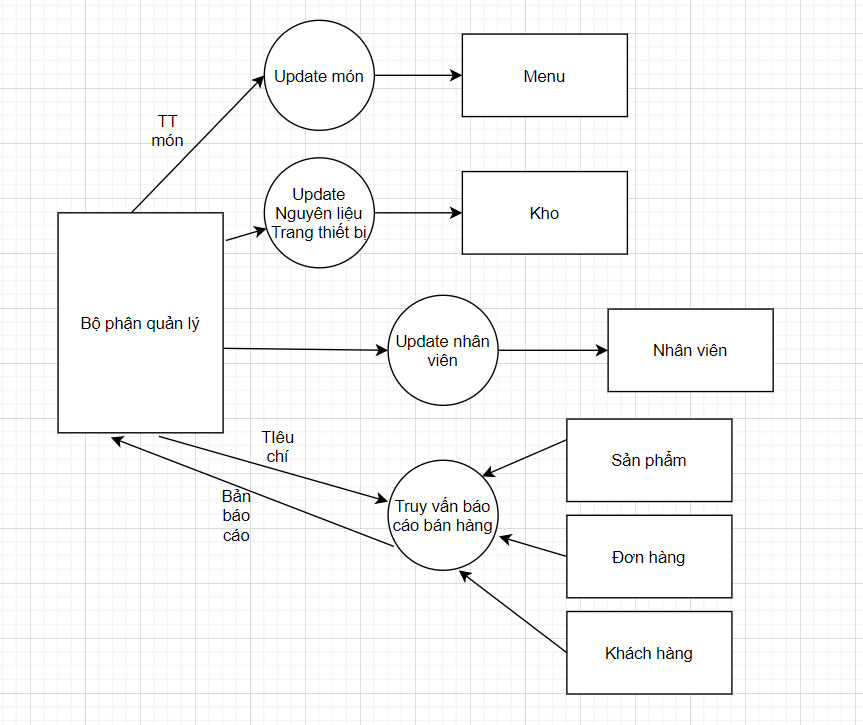 Update món
Menu
TT
món
Update
Nguyên liệu
Trang thiết bị
Kho
Bộ phận quản lý
Update nhân
viên
Nhân viên
TIêu
chí
Sản phẩm
Bản
báo
cáo
Truy vấn báo
cáo bán hàng
Đơn hàng
Khách hàng